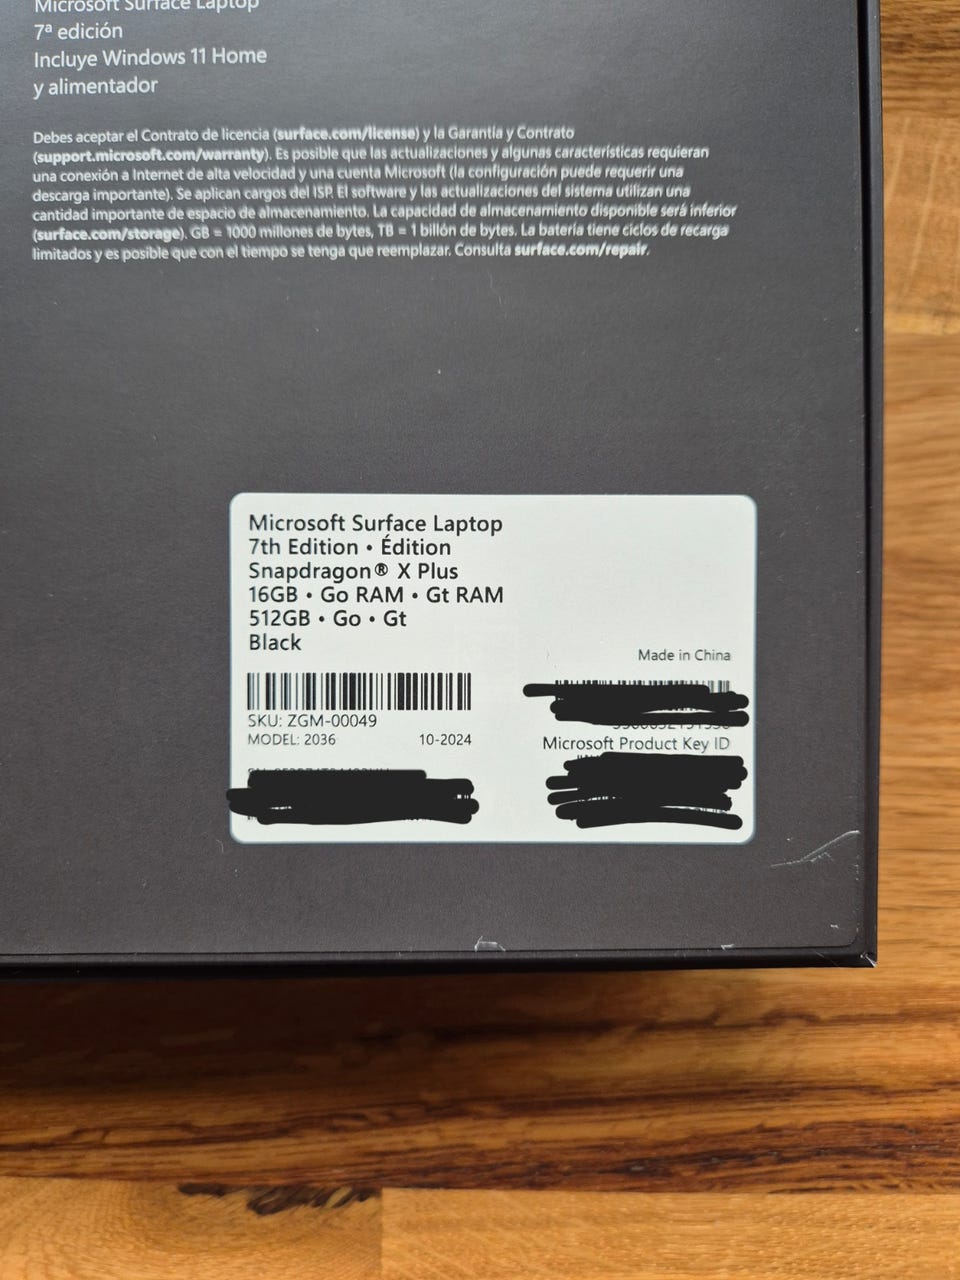 Microsoft Surface Laptop
7ª edición
Incluye Windows 11 Home
y alimentador
Debes aceptar el Contrato de licencia (surface.com/license) y la Garantía y Contrato
(support.microsoft.com/warranty). Es posible que las actualizaciones y algunas características requieran
una conexión a Internet de alta velocidad y una cuenta Microsoft (la configuración puede requerir una
descarga importante). Se aplican cargos del ISP. El software y las actualizaciones del sistema utilizan una
cantidad importante de espacio de almacenamiento. La capacidad de almacenamiento disponible será inferior
(surface.com/storage). GB = 1000 millones de bytes, TB = 1 billón de bytes. La batería tiene ciclos de recarga
limitados y es posible que con el tiempo se tenga que reemplazar. Consulta surface.com/repair.
Microsoft Surface Laptop
7th Edition • Édition
Snapdragon® X Plus
16GB • Go RAM • Gt RAM
512GB • Go • Gt
Black
Made in China
SKU: ZGM-00049
MODEL: 2036 10-2024
Microsoft Product Key ID